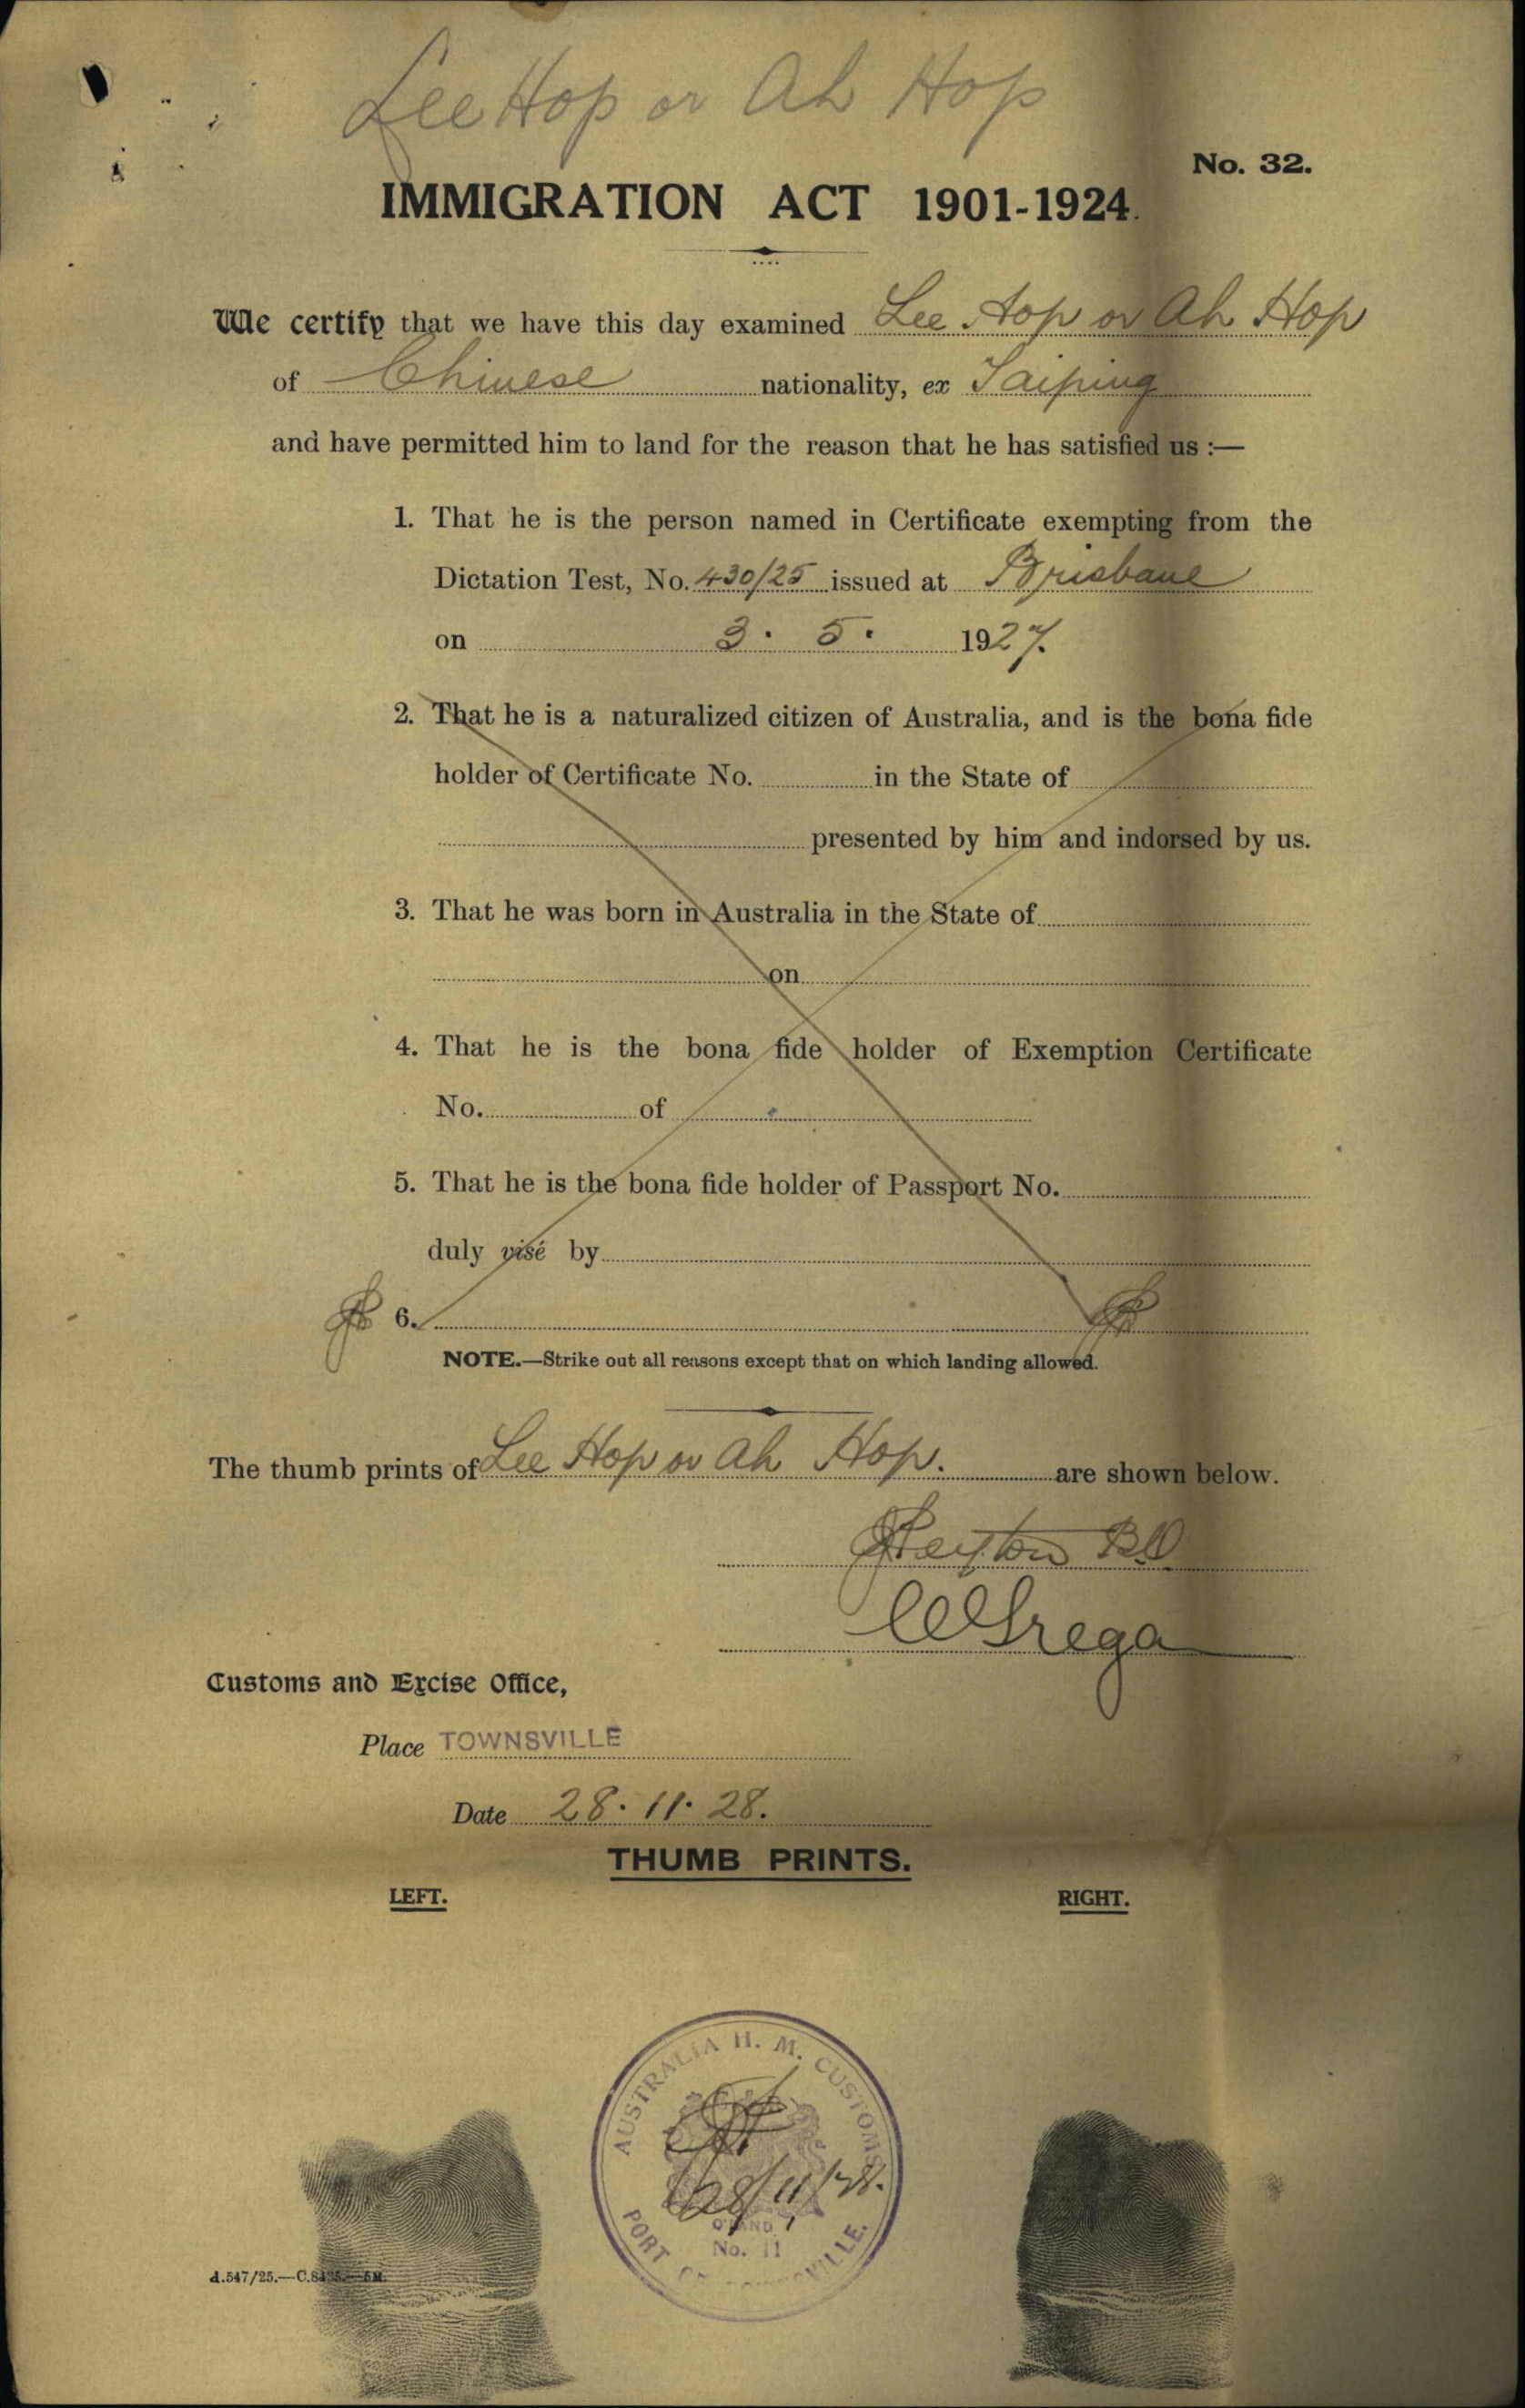 Lee Hop or Ah Hop
No. 32.
IMMIGRATION ACT 1901-1924.
We certify that we have this day examined Lee Hop or Ah Hop
of Chinese nationality, ex Taiping
and have permitted him to land for the reason that he has satisfied us :—
1. That he is the person named in Certificate exempting from the
Dictation Test, No. 430/25 issued at Brisbane
on 3. 5. 1927.
2. That he is a naturalized citizen of Australia, and is the bona fide
holder of Certificate No. in the State of
presented by him and indorsed by us.
3. That he was born in Australia in the State of
on
4. That he is the bona fide holder of Exemption Certificate
No. of
5. That he is the bona fide holder of Passport No.
duly visé by
6.
NOTE.—Strike out all reasons except that on which landing allowed.
The thumb prints of Lee Hop or Ah Hop. are shown below.
Customs and Excise Office,
Place TOWNSVILLE
Date 28. 11. 28.
THUMB PRINTS.
LEFT.
RIGHT.
AUSTRALIA H. M. CUSTOMS
28/11/28.
No. 11
PORT OF TOWNSVILLE.
A.547/25.—C.